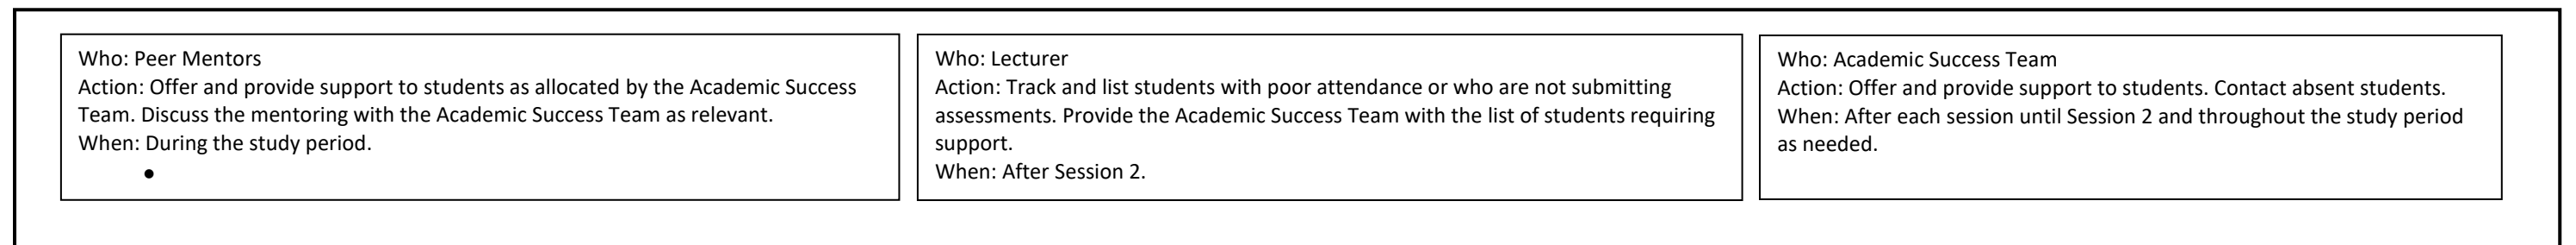 Who: Peer Mentors
Action: Offer and provide support to students as allocated by the Academic Success
Team. Discuss the mentoring with the Academic Success Team as relevant.
When: During the study period.
•
Who: Lecturer
Action: Track and list students with poor attendance or who are not submitting
assessments. Provide the Academic Success Team with the list of students requiring
support.
When: After Session 2.
Who: Academic Success Team
Action: Offer and provide support to students. Contact absent students.
When: After each session until Session 2 and throughout the study period
as needed.